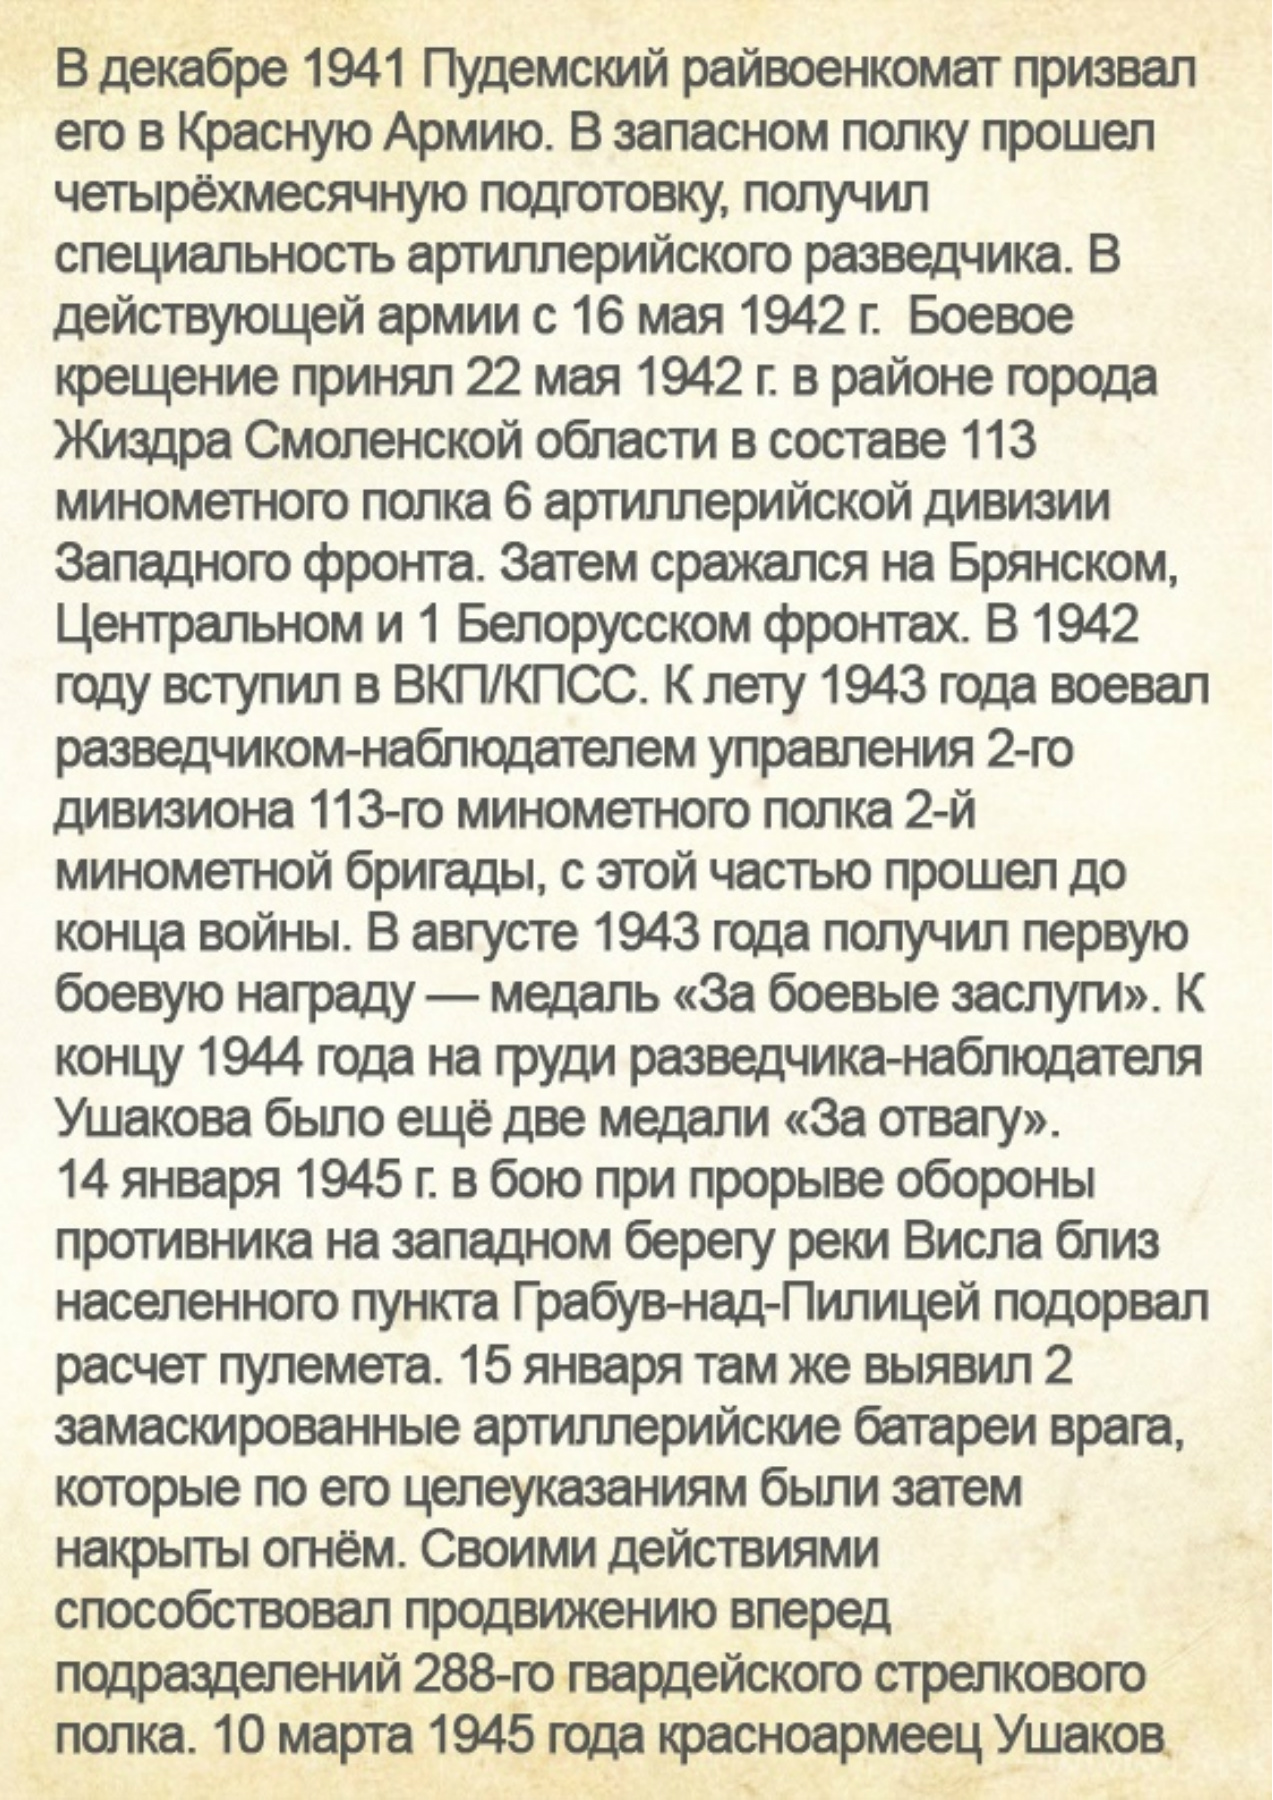 В декабре 1941 Пудемский райвоенкомат призвал
его в Красную Армию. В запасном полку прошел
четырёхмесячную подготовку, получил
специальность артиллерийского разведчика. В
действующей армии с 16 мая 1942 г.  Боевое
крещение принял 22 мая 1942 г. в районе города
Жиздра Смоленской области в составе 113
минометного полка 6 артиллерийской дивизии
Западного фронта. Затем сражался на Брянском,
Центральном и 1 Белорусском фронтах. В 1942
году вступил в ВКП/КПСС. К лету 1943 года воевал
разведчиком-наблюдателем управления 2-го
дивизиона 113-го минометного полка 2-й
минометной бригады, с этой частью прошел до
конца войны. В августе 1943 года получил первую
боевую награду — медаль «За боевые заслуги». К
концу 1944 года на груди разведчика-наблюдателя
Ушакова было ещё две медали «За отвагу».
14 января 1945 г. в бою при прорыве обороны
противника на западном берегу реки Висла близ
населенного пункта Грабув-над-Пилицей подорвал
расчет пулемета. 15 января там же выявил 2
замаскированные артиллерийские батареи врага,
которые по его целеуказаниям были затем
накрыты огнём. Своими действиями
способствовал продвижению вперед
подразделений 288-го гвардейского стрелкового
полка. 10 марта 1945 года красноармеец Ушаков